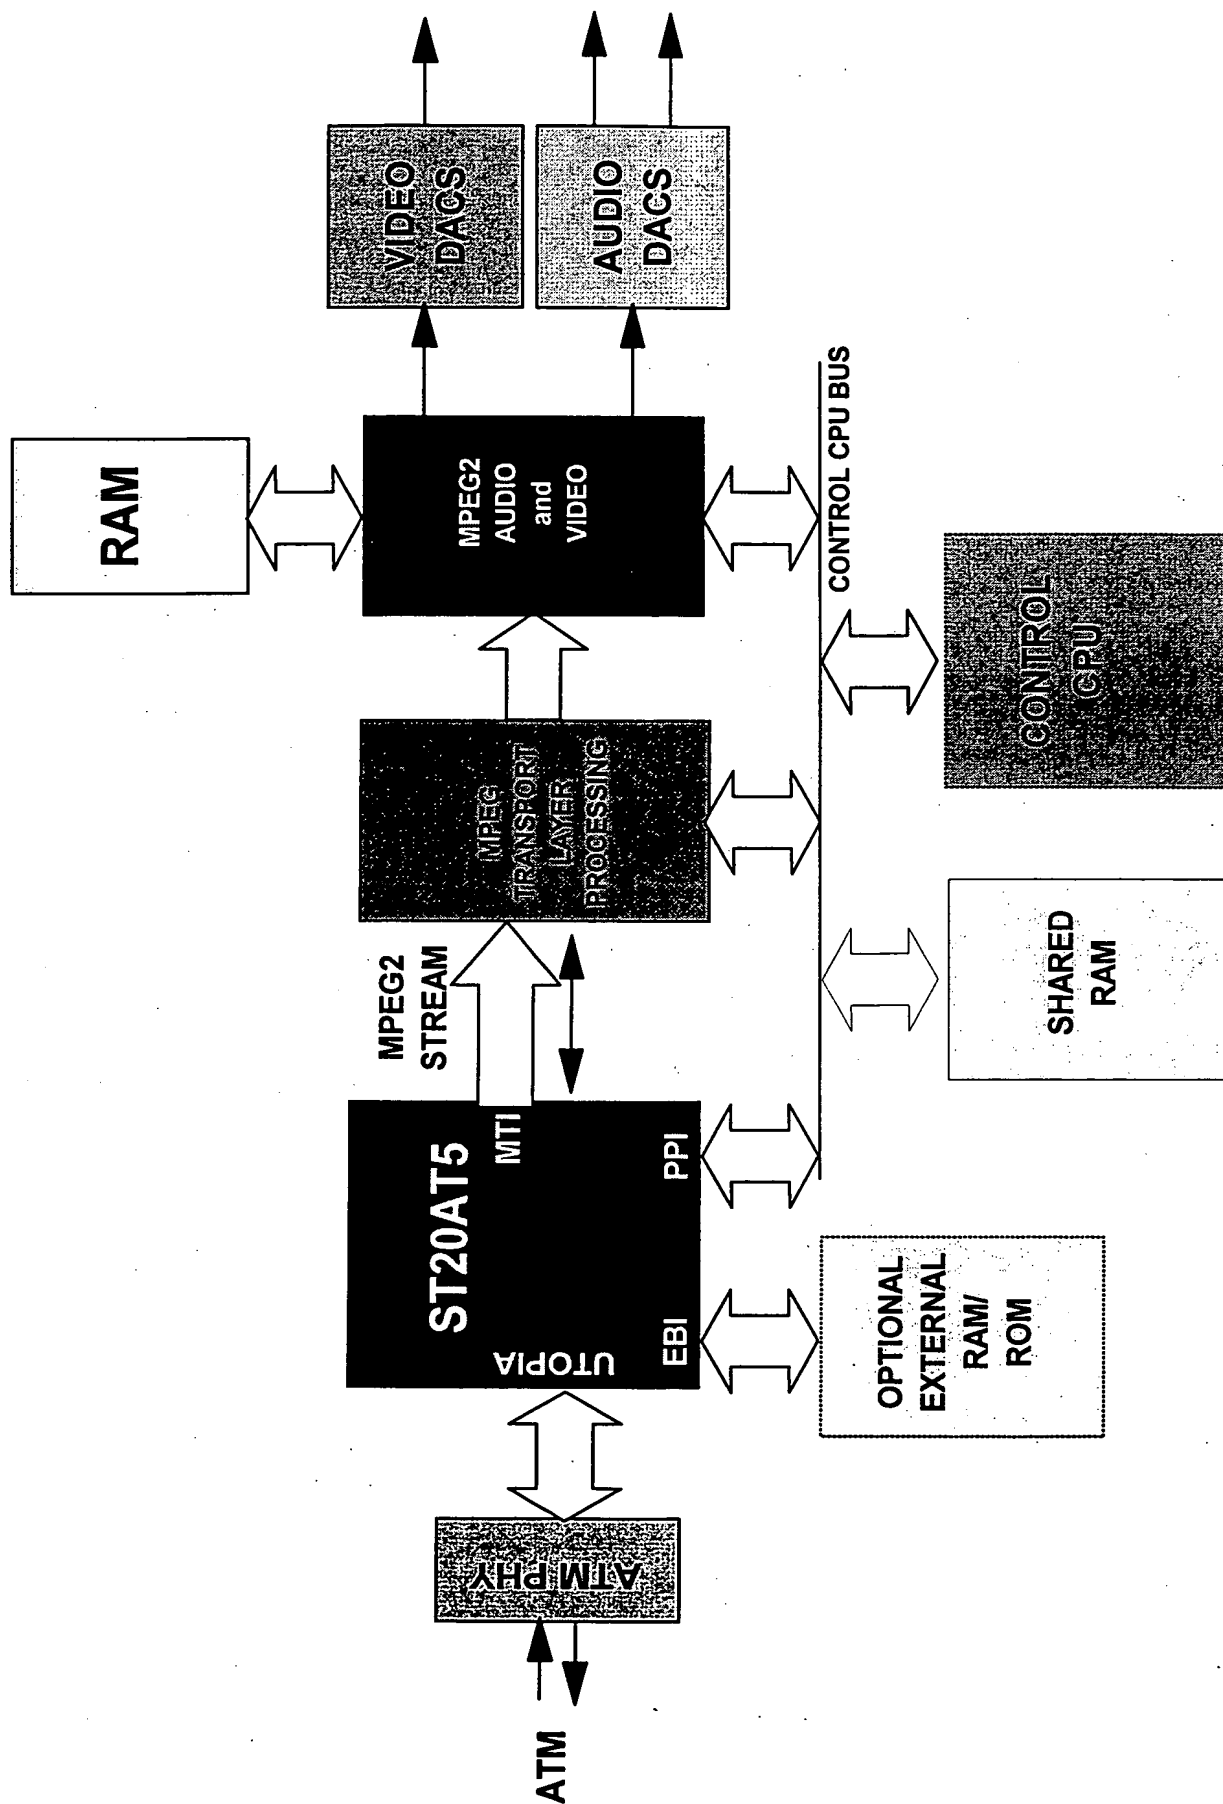 RAM
VIDEO
DACS
AUDIO
DACS
MPEG2
AUDIO
and
VIDEO
MPEG
TRANSPORT
LAYER
PROCESSING
MPEG2
STREAM
ST20AT5
MTI
UTOPIA
EBI
PPI
ATM PHY
ATM
CONTROL CPU BUS
OPTIONAL
EXTERNAL
RAM/
ROM
SHARED
RAM
CONTROL
CPU